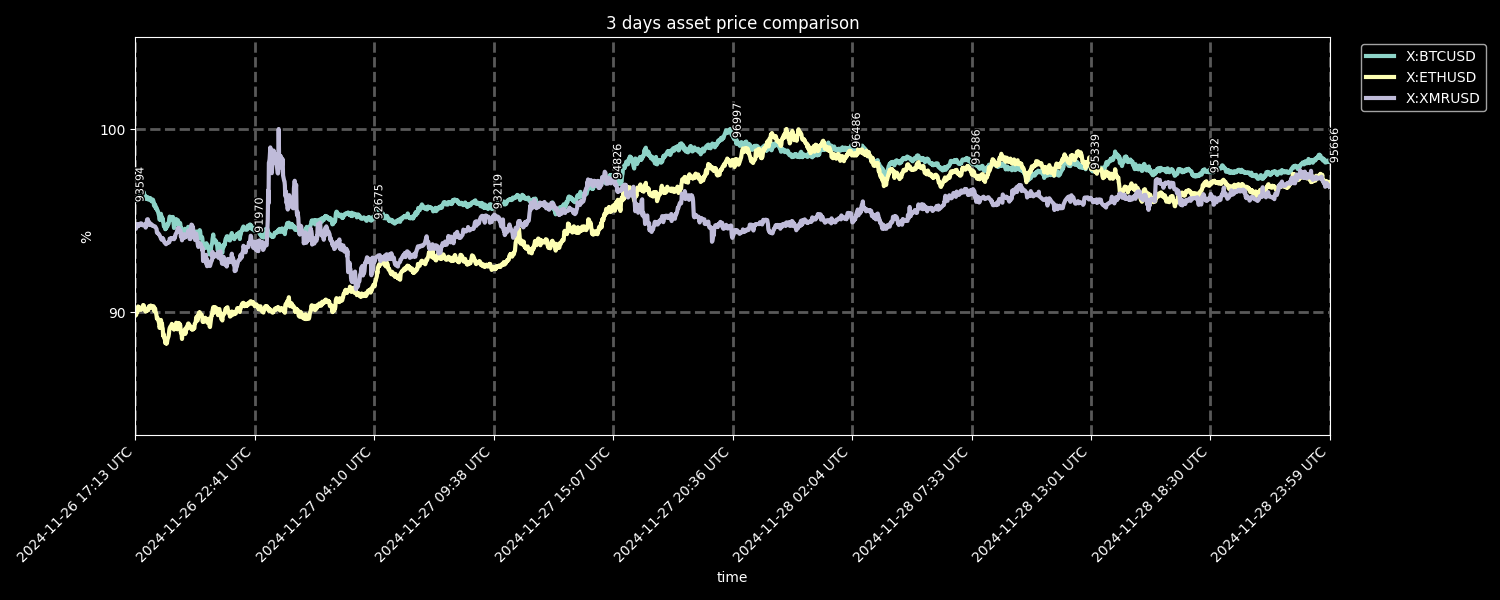 3 days asset price comparison
X:BTCUSD
X:ETHUSD
X:XMRUSD
100
90
%
93594
91970
92675
93219
94826
96997
96486
95586
95339
95132
95666
2024-11-26 17:13 UTC
2024-11-26 22:41 UTC
2024-11-27 04:10 UTC
2024-11-27 09:38 UTC
2024-11-27 15:07 UTC
2024-11-27 20:36 UTC
2024-11-28 02:04 UTC
2024-11-28 07:33 UTC
2024-11-28 13:01 UTC
2024-11-28 18:30 UTC
2024-11-28 23:59 UTC
time